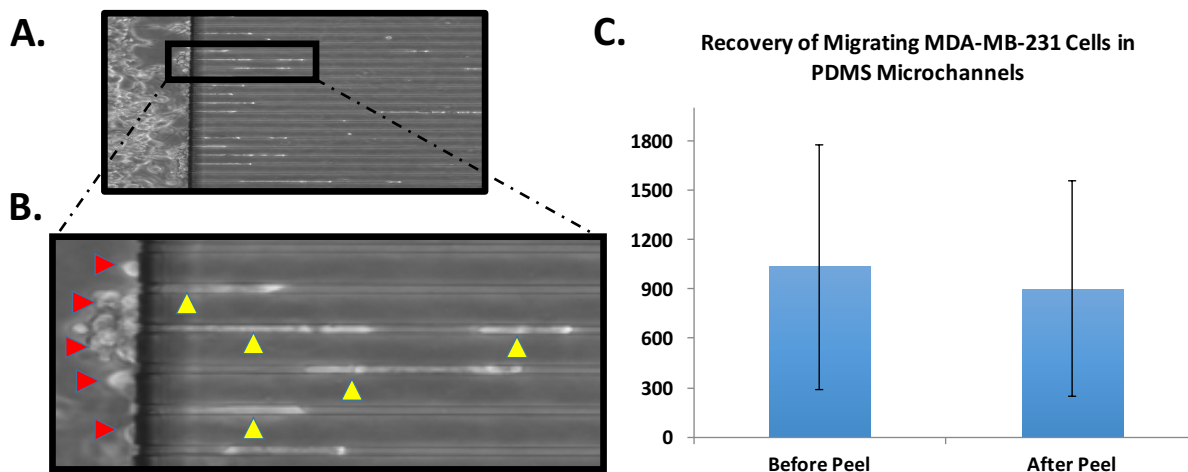 A.
B.
C.
Recovery of Migrating MDA-MB-231 Cells in
PDMS Microchannels
1800
1500
1200
900
600
300
0
Before Peel
After Peel